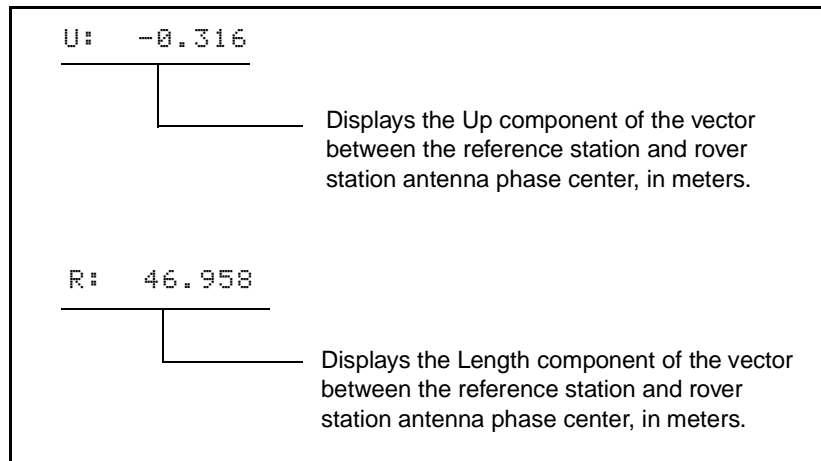 U: -0.316
Displays the Up component of the vector
between the reference station and rover
station antenna phase center, in meters.
R: 46.958
Displays the Length component of the vector
between the reference station and rover
station antenna phase center, in meters.